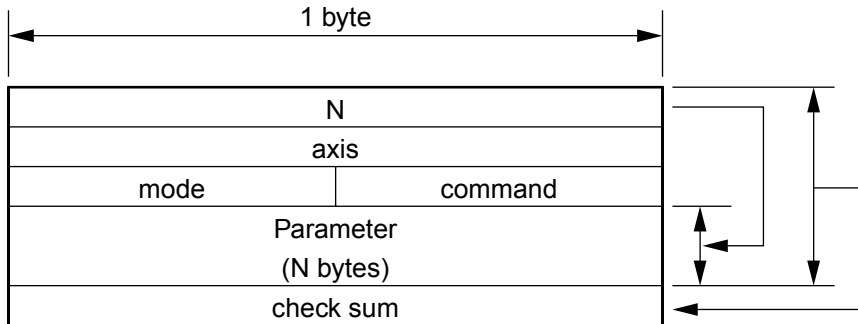 1 byte
N
axis
mode command
Parameter
(N bytes)
check sum